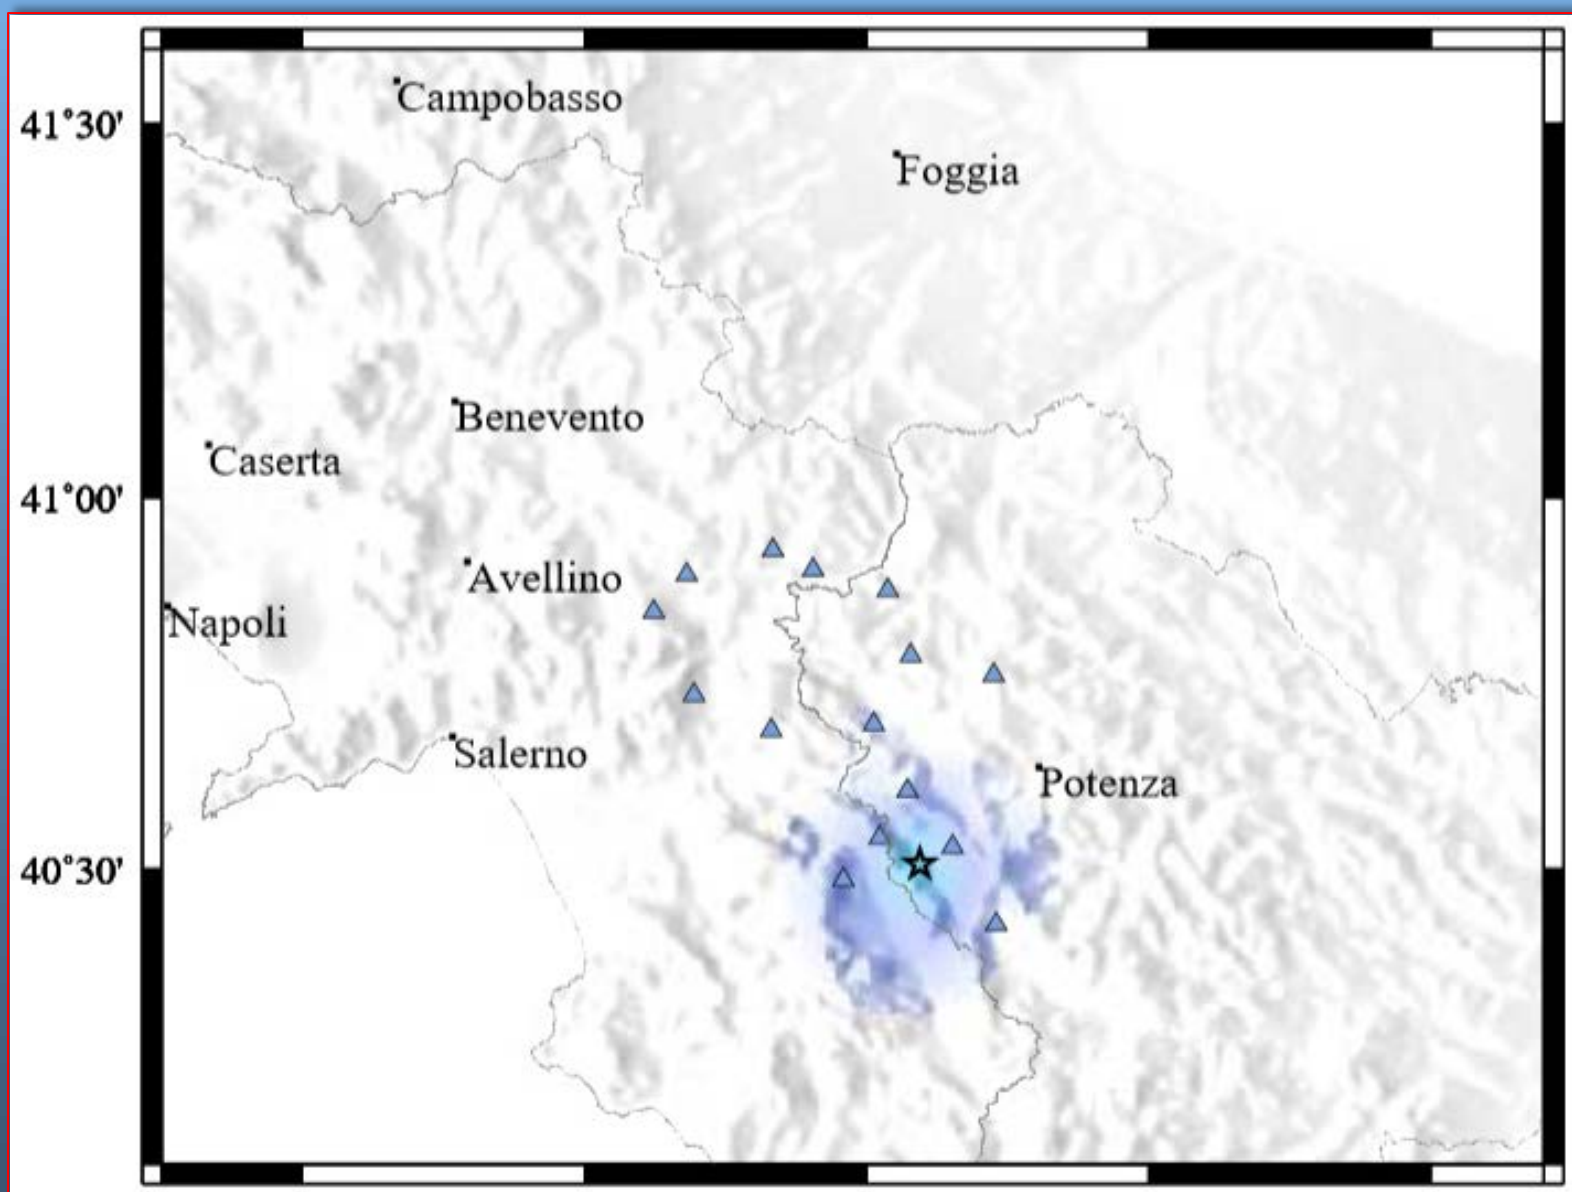 Campobasso
41°30'
Foggia
Benevento
Caserta
41°00'
Avellino
Napoli
Salerno
Potenza
40°30'